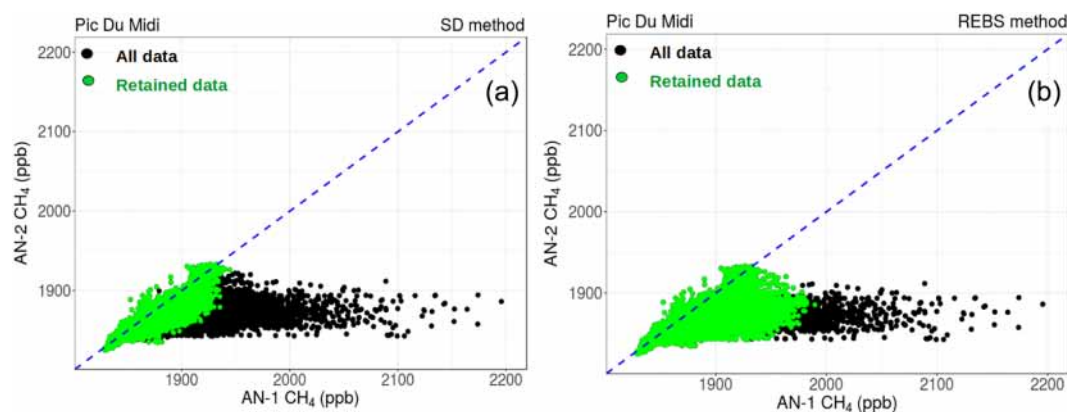 Pic Du Midi SD method
2200
2100
2000
1900
All data
Retained data
(a)
AN-2 CH₄ (ppb)
1900 2000 2100 2200
AN-1 CH₄ (ppb)
Pic Du Midi REBS method
2200
2100
2000
1900
All data
Retained data
(b)
AN-2 CH₄ (ppb)
1900 2000 2100 2200
AN-1 CH₄ (ppb)